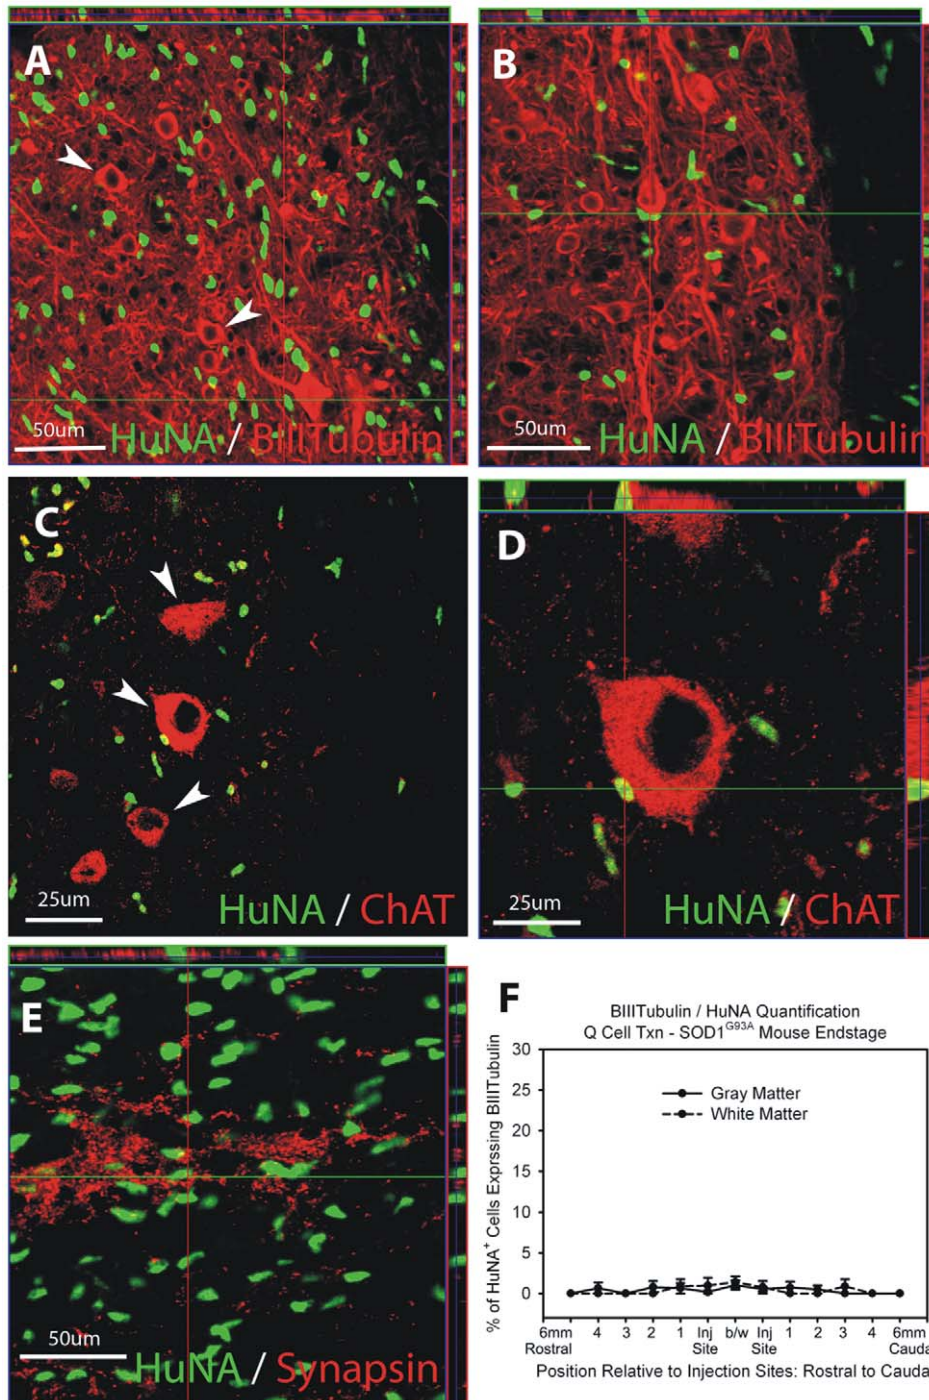 A
B
50um HuNA / BIIITubulin
50um HuNA / BIIITubulin
C
D
25um HuNA / ChAT
25um HuNA / ChAT
E
50um HuNA / Synapsin
F
BIIITubulin / HuNA Quantification
Q Cell Txn - SOD1G93A Mouse Endstage
% of HuNA+ Cells Exprssing BIIITubulin
30
25
20
15
10
5
0
Gray Matter
White Matter
6mm Rostral 4 3 2 1 Inj Site b/w Inj Site 1 2 3 4 6mm Cauda
Position Relative to Injection Sites: Rostral to Cauda